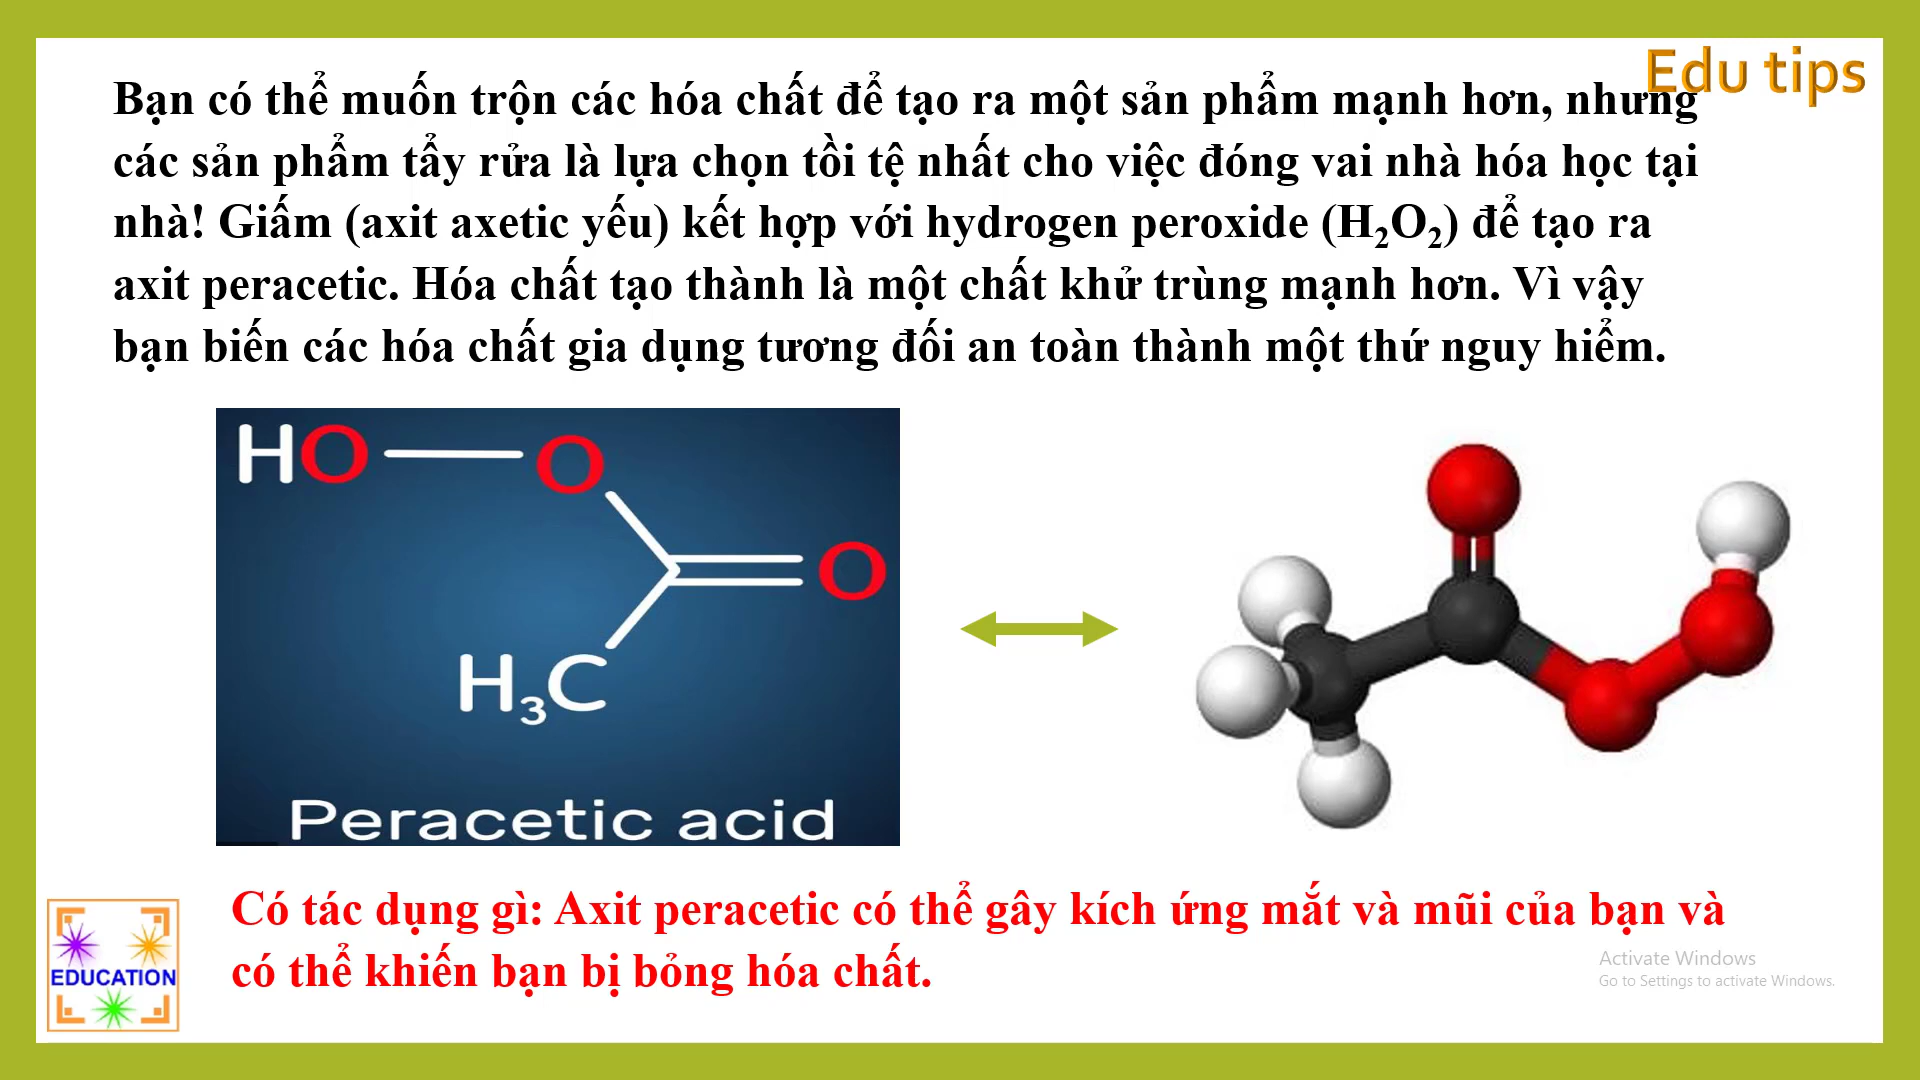 Edu tips
Bạn có thể muốn trộn các hóa chất để tạo ra một sản phẩm mạnh hơn, nhưng
các sản phẩm tẩy rửa là lựa chọn tồi tệ nhất cho việc đóng vai nhà hóa học tại
nhà! Giấm (axit axetic yếu) kết hợp với hydrogen peroxide (H₂O₂) để tạo ra
axit peracetic. Hóa chất tạo thành là một chất khử trùng mạnh hơn. Vì vậy
bạn biến các hóa chất gia dụng tương đối an toàn thành một thứ nguy hiểm.
HO O
O
H₃C
Peracetic acid
Có tác dụng gì: Axit peracetic có thể gây kích ứng mắt và mũi của bạn và
có thể khiến bạn bị bỏng hóa chất.
EDUCATION
Activate Windows
Go to Settings to activate Windows.